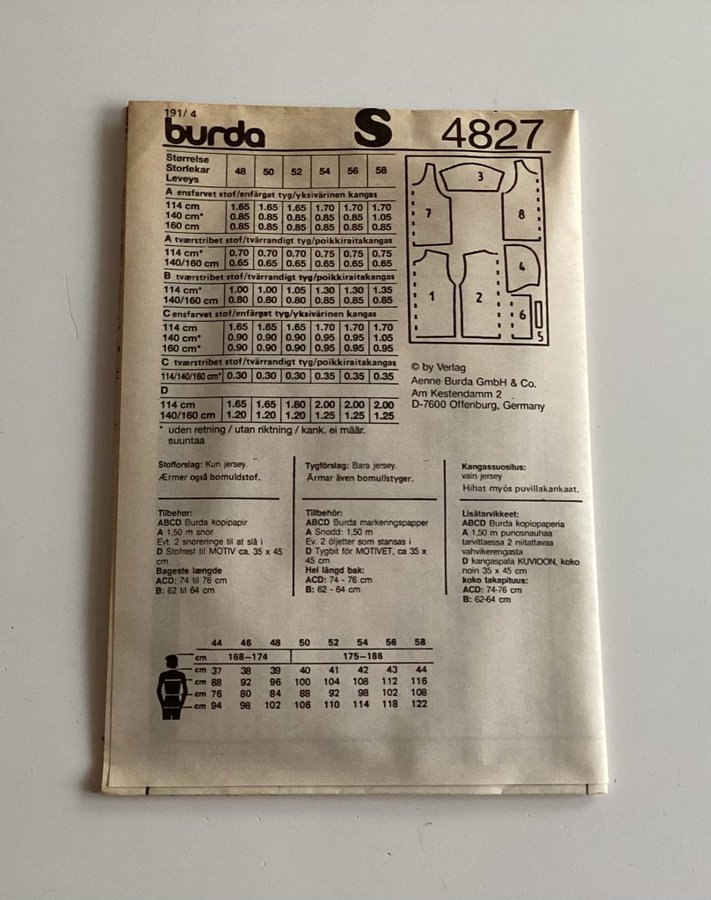 191/4
burda S 4827
Størrelse
Storlekar
Leveys
48 50 52 54 56 58
A ensfarvet stof/enfärgat tyg/yksivärinen kangas
114 cm 1.65 1.65 1.65 1.70 1.70 1.70
140 cm* 0.85 0.85 0.85 0.85 0.85 1.05
160 cm 0.85 0.85 0.85 0.85 0.85 0.85
A tværstribet stof/tvärrandigt tyg/poikkiraitakangas
114 cm* 0.70 0.70 0.70 0.75 0.75 0.75
140/160 cm 0.65 0.65 0.65 0.65 0.65 0.65
B tværstribet stof/tvärrandigt tyg/poikkiraitakangas
114 cm* 1.00 1.00 1.05 1.30 1.30 1.35
140/160 cm 0.80 0.80 0.80 0.80 0.85 0.85
C ensfarvet stof/enfärgat tyg/yksivärinen kangas
114 cm 1.65 1.65 1.65 1.70 1.70 1.70
140 cm* 0.90 0.90 0.90 0.95 0.95 1.05
160 cm* 0.90 0.90 0.90 0.95 0.95 0.95
C tværstribet stof/tvärrandigt tyg/poikkiraitakangas
114/140/160 cm* 0.30 0.30 0.30 0.35 0.35 0.35
D
114 cm 1.65 1.65 1.80 2.00 2.00 2.00
140/160 cm 1.20 1.20 1.20 1.25 1.25 1.25
* uden retning / utan riktning / kank. ei määr.
suuntaa
3
7
8
4
1
2
6
5
© by Verlag
Aenne Burda GmbH & Co.
Am Kestendamm 2
D-7600 Offenburg, Germany
Stofforslag: Kun jersey.
Ærmer også bomuldstof.
Tilbehør:
ABCD Burda kopipapir
A 1,50 m snor
Evt. 2 snoreringe til at slå i
D Stofrest til MOTIV ca. 35 x 45
cm
Bageste længde
ACD: 74 til 76 cm
B: 62 til 64 cm
Tygförslag: Bara jersey.
Ärmar även bomullstyger.
Tillbehör:
ABCD Burda markeringspapper
A Snodd: 1,50 m
Ev. 2 öljetter som stansas i
D Tygbit för MOTIVET, ca 35 x
45 cm
Hel längd bak:
ACD: 74 - 76 cm
B: 62 - 64 cm
Kangassuositus:
vain jersey
Hihat myös puvillakankaat.
Lisätarvikkeet:
ABCD Burda kopiopaperia
A 1,50 m punosnauhaa
tarvittaessa 2 niitattavaa
vahvikerengasta
D kangaspala KUVIOON, koko
noin 35 x 45 cm
koko takapituus:
ACD: 74-76 cm
B: 62-64 cm
44 46 48 50 52 54 56 58
cm 168–174 175–186
cm 37 38 39 40 41 42 43 44
cm 88 92 96 100 104 108 112 116
cm 76 80 84 88 92 98 102 108
cm 94 98 102 106 110 114 118 122